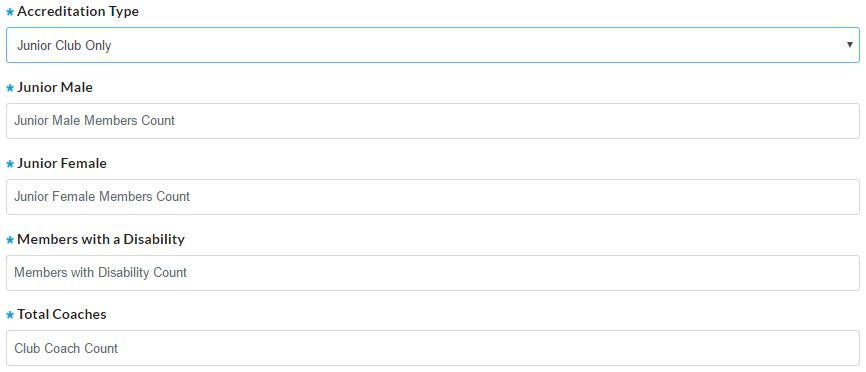 * Accreditation Type
Junior Club Only
* Junior Male
Junior Male Members Count
* Junior Female
Junior Female Members Count
* Members with a Disability
Members with Disability Count
* Total Coaches
Club Coach Count